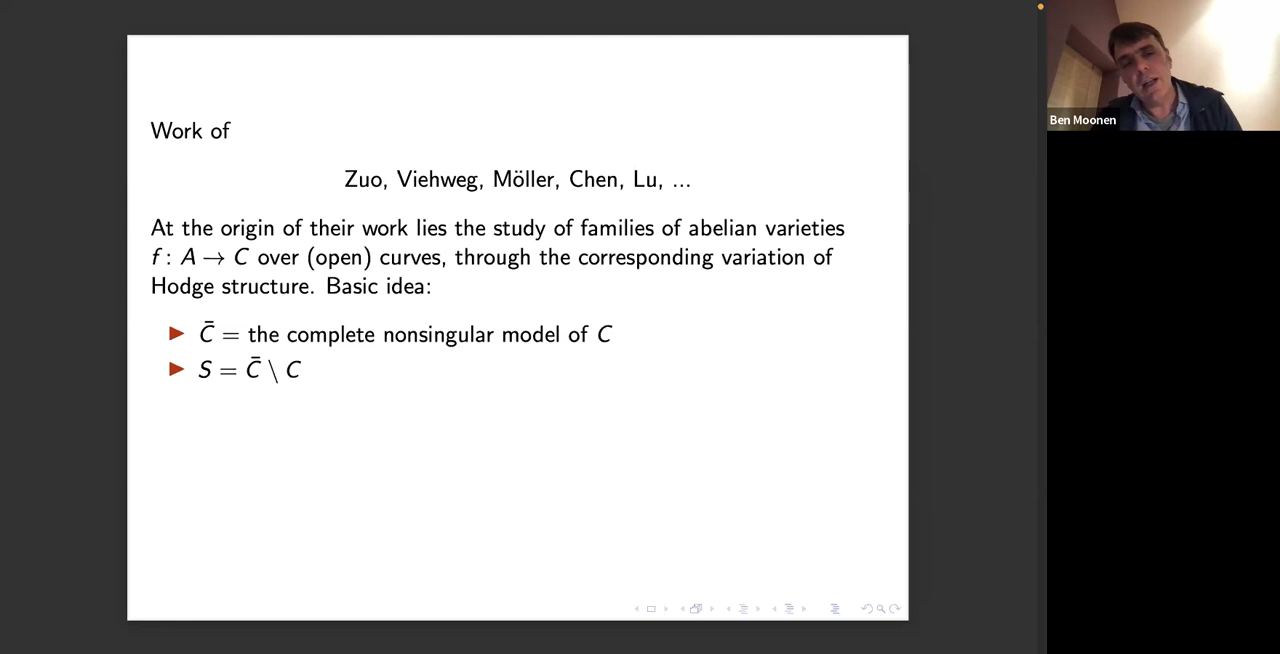 Work of
Zuo, Viehweg, Möller, Chen, Lu, ...
At the origin of their work lies the study of families of abelian varieties
f : A → C over (open) curves, through the corresponding variation of
Hodge structure. Basic idea:
▶ C̄ = the complete nonsingular model of C
▶ S = C̄ \ C
Ben Moonen